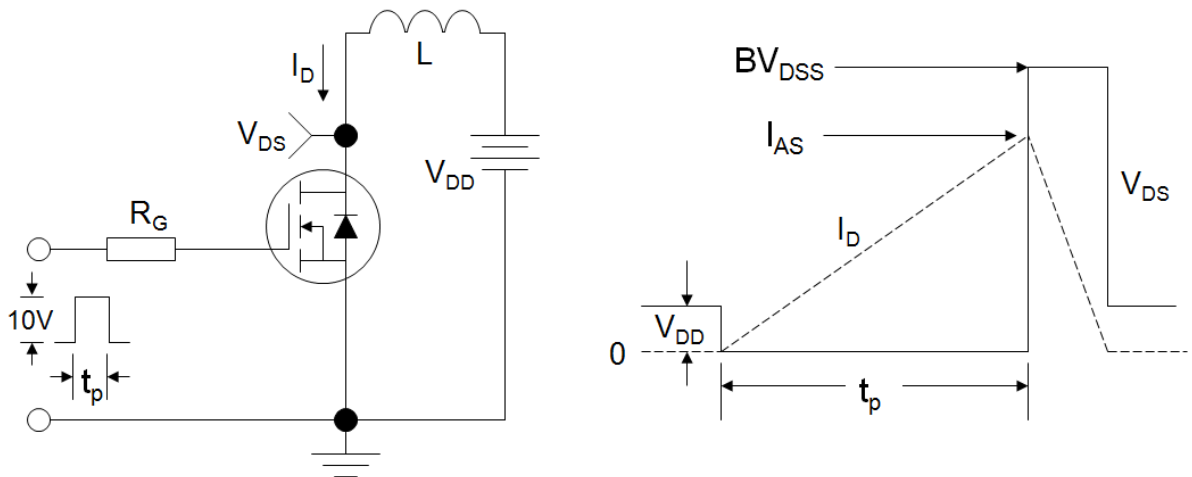 I_D
L
V_DS
V_DD
R_G
10V
t_p
BV_DSS
I_AS
V_DS
I_D
V_DD
0
t_p